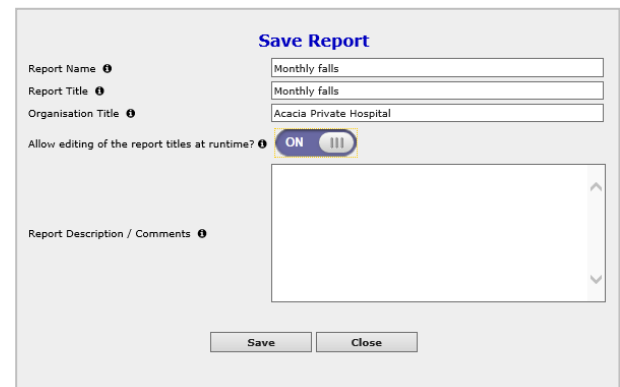 Save Report
Report Name
Monthly falls
Report Title
Monthly falls
Organisation Title
Acacia Private Hospital
Allow editing of the report titles at runtime?
ON
Report Description / Comments
Save Close